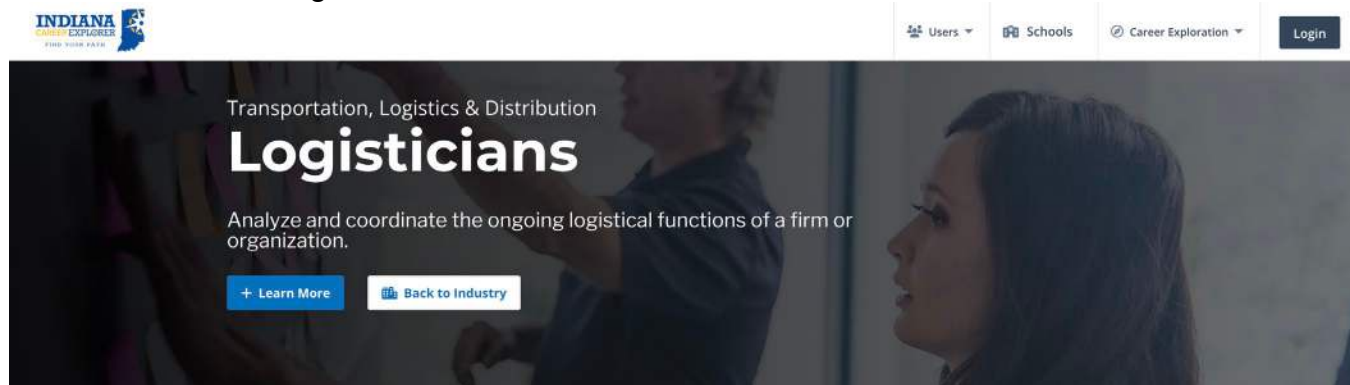 INDIANA
CAREER EXPLORER
FIND YOUR PATH
Users
Schools
Career Exploration
Login
Transportation, Logistics & Distribution
Logisticians
Analyze and coordinate the ongoing logistical functions of a firm or
organization.
+ Learn More
Back to Industry